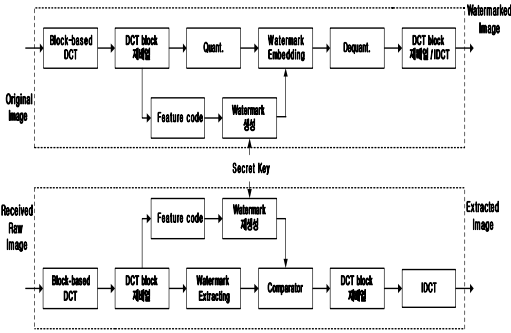 Watermarked
Image
Block-based
DCT
DCT block
재배열
Quant.
Watermark
Embedding
Dequant.
DCT block
재배열/IDCT
Original
Image
Feature code
Watermark
생성
Secret Key
Received
Raw
Image
Feature code
Watermark
재생성
Extracted
Image
Block-based
DCT
DCT block
재배열
Watermark
Extracting
Comparator
DCT block
재배열
IDCT